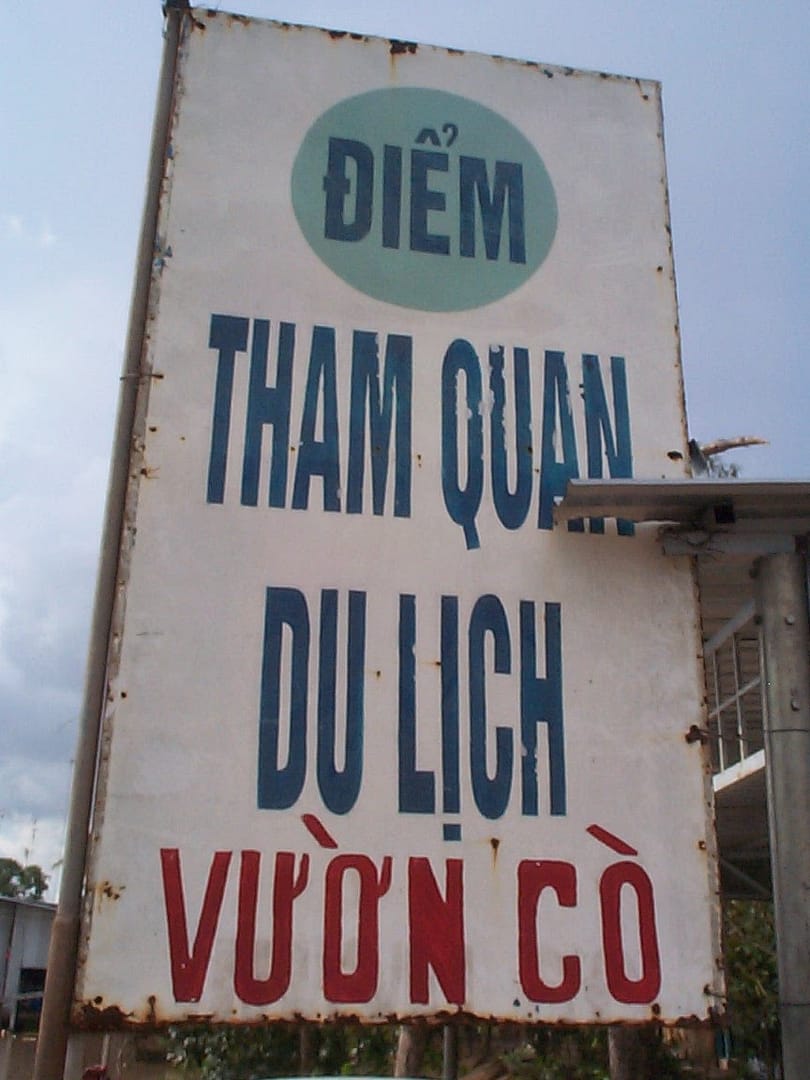 ĐIỂM
THAM QUAN
DU LỊCH
VƯỜN CÒ